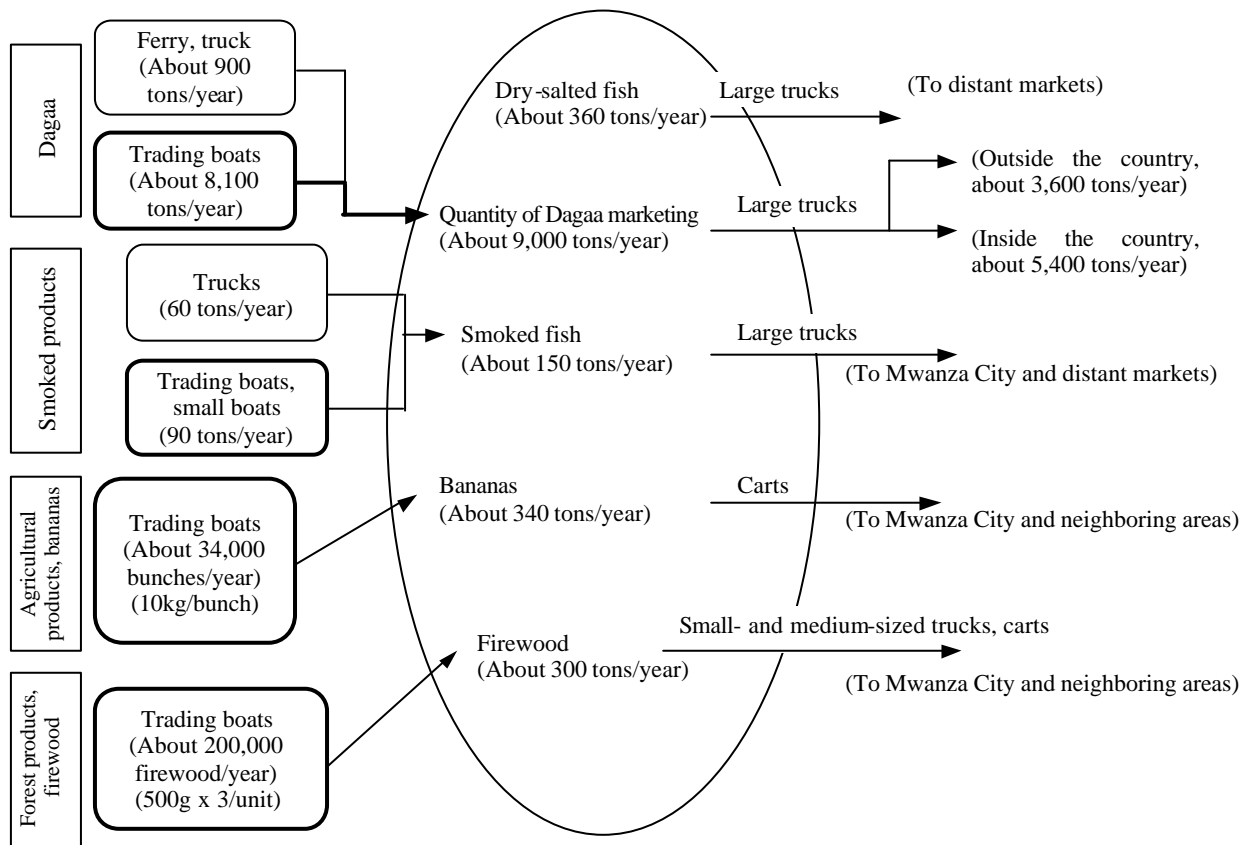 Dagaa
Ferry, truck
(About 900
tons/year)
Trading boats
(About 8,100
tons/year)
Dry-salted fish
(About 360 tons/year)
Large trucks
(To distant markets)
Quantity of Dagaa marketing
(About 9,000 tons/year)
Large trucks
(Outside the country,
about 3,600 tons/year)
(Inside the country,
about 5,400 tons/year)
Smoked products
Trucks
(60 tons/year)
Trading boats,
small boats
(90 tons/year)
Smoked fish
(About 150 tons/year)
Large trucks
(To Mwanza City and distant markets)
Agricultural
products, bananas
Trading boats
(About 34,000
bunches/year)
(10kg/bunch)
Bananas
(About 340 tons/year)
Carts
(To Mwanza City and neighboring areas)
Forest products,
firewood
Trading boats
(About 200,000
firewood/year)
(500g x 3/unit)
Firewood
(About 300 tons/year)
Small- and medium-sized trucks, carts
(To Mwanza City and neighboring areas)